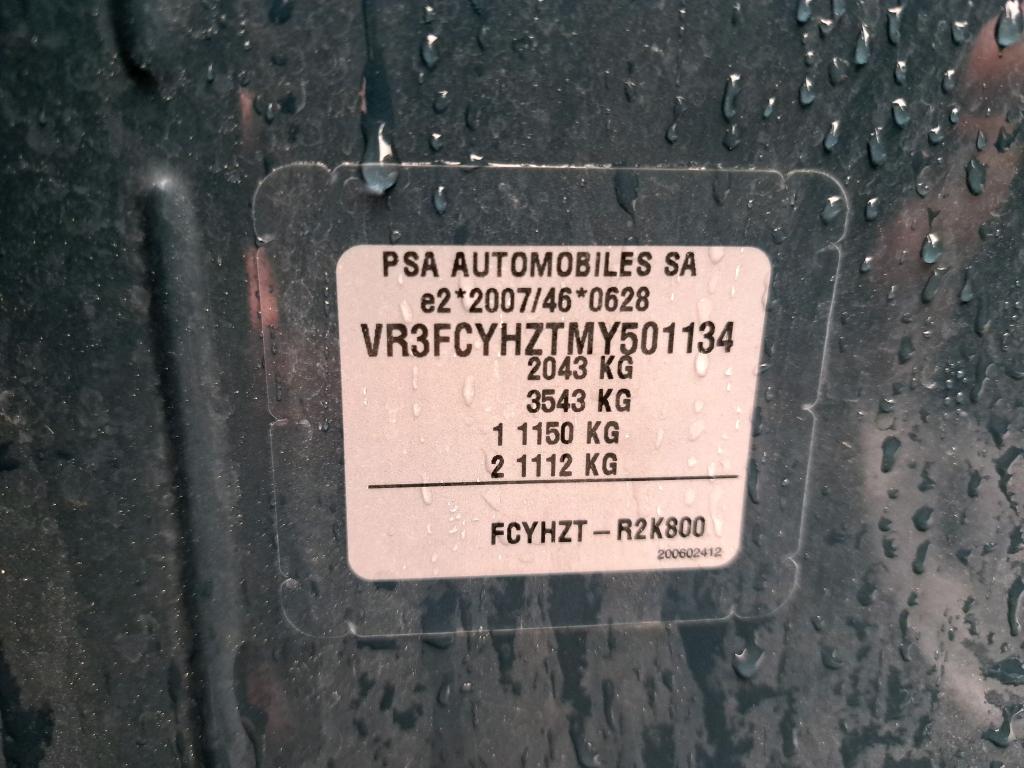 PSA AUTOMOBILES SA
e2*2007/46*0628
VR3FCYHZTMY501134
2043 KG
3543 KG
1 1150 KG
2 1112 KG
FCYHZT – R2K800
200602412